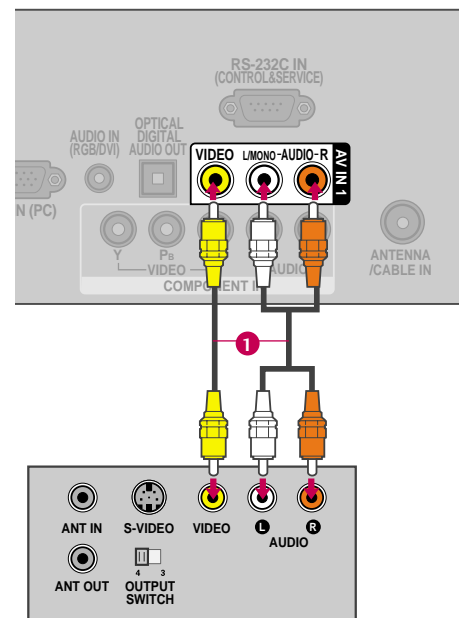 RS-232C IN
(CONTROL&SERVICE)
AUDIO IN
(RGB/DVI)
OPTICAL
DIGITAL
AUDIO OUT
VIDEO
L/MONO-AUDIO-R
AV IN 1
N (PC)
Y
PB
VIDEO
AUDIO
COMPONENT I
ANTENNA
/CABLE IN
1
ANT IN
S-VIDEO
VIDEO
L
R
AUDIO
ANT OUT
4 3
OUTPUT
SWITCH